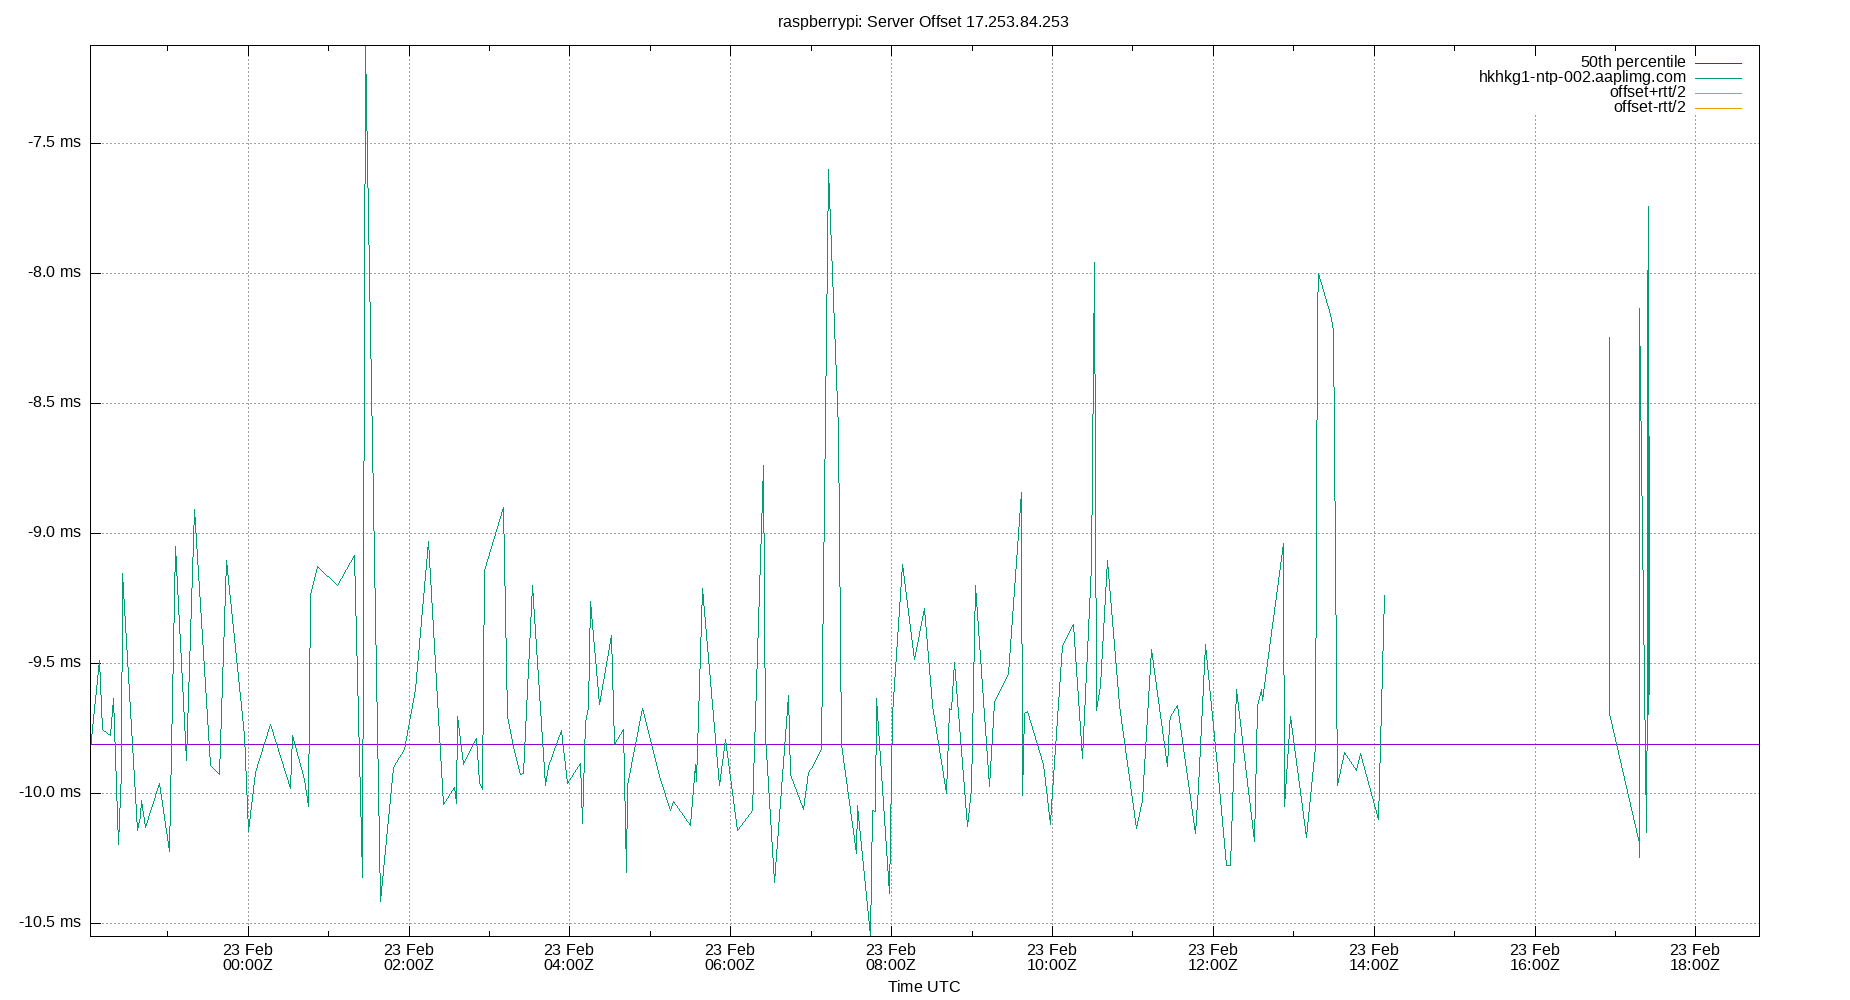 raspberrypi: Server Offset 17.253.84.253
50th percentile
hkhkg1-ntp-002.aaplimg.com
offset+rtt/2
offset-rtt/2
-7.5 ms
-8.0 ms
-8.5 ms
-9.0 ms
-9.5 ms
-10.0 ms
-10.5 ms
23 Feb 23 Feb 23 Feb 23 Feb 23 Feb 23 Feb 23 Feb 23 Feb 23 Feb 23 Feb
00:00Z 02:00Z 04:00Z 06:00Z 08:00Z 10:00Z 12:00Z 14:00Z 16:00Z 18:00Z
Time UTC